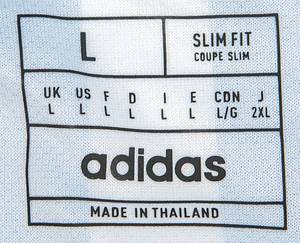 L
SLIM FIT
COUPE SLIM
UK US F D I E CDN J
L L L L L L L/G 2XL
adidas
MADE IN THAILAND